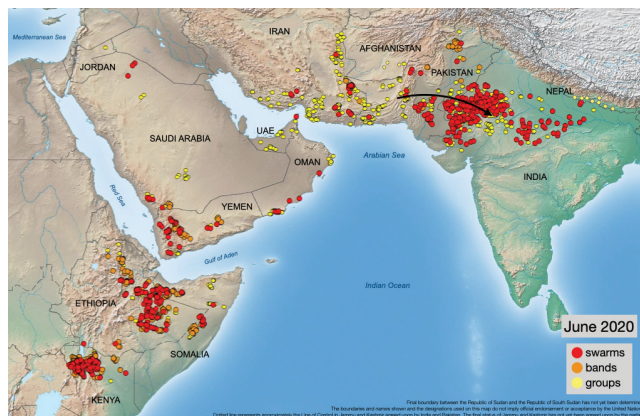 Mediterranean Sea
IRAN
AFGHANISTAN
JORDAN
PAKISTAN
NEPAL
SAUDI ARABIA
UAE
OMAN
Arabian Sea
INDIA
Red Sea
YEMEN
Gulf of Aden
ETHIOPIA
Indian Ocean
SOMALIA
KENYA
June 2020
swarms
bands
groups
Final boundary between the Republic of Sudan and the Republic of South Sudan has not yet been determined
The boundaries and names shown and the designations used on this map do not imply official endorsement or acceptance by the United Nations